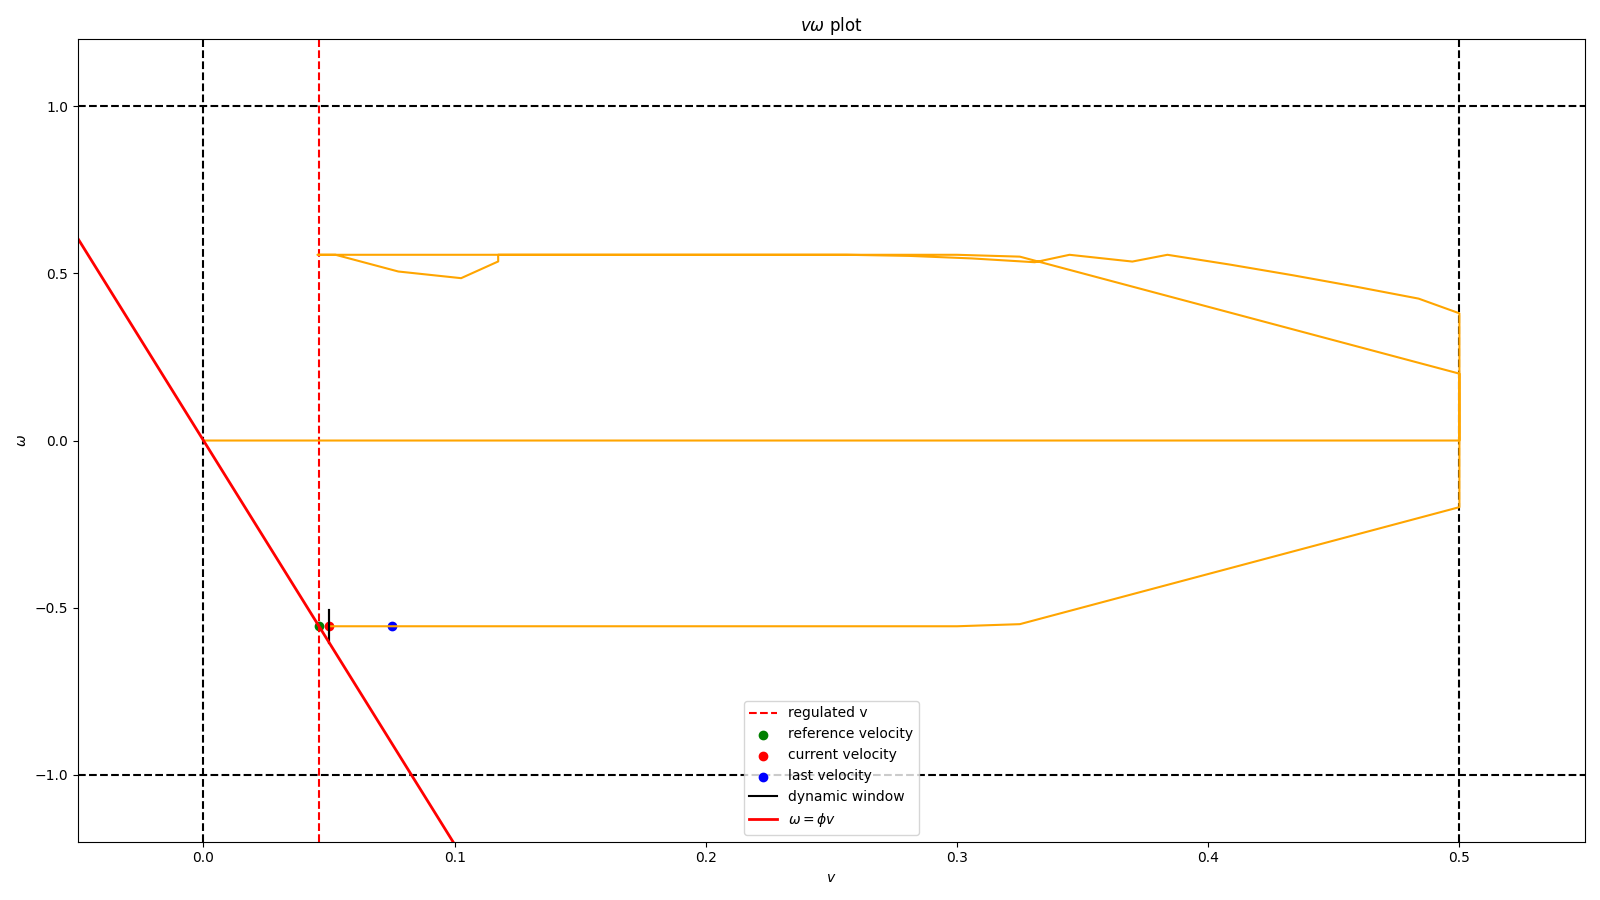 vω plot
1.0
0.5
0.0
−0.5
−1.0
ω
0.0
0.1
0.2
0.3
0.4
0.5
v
regulated v
reference velocity
current velocity
last velocity
dynamic window
ω = ϕv